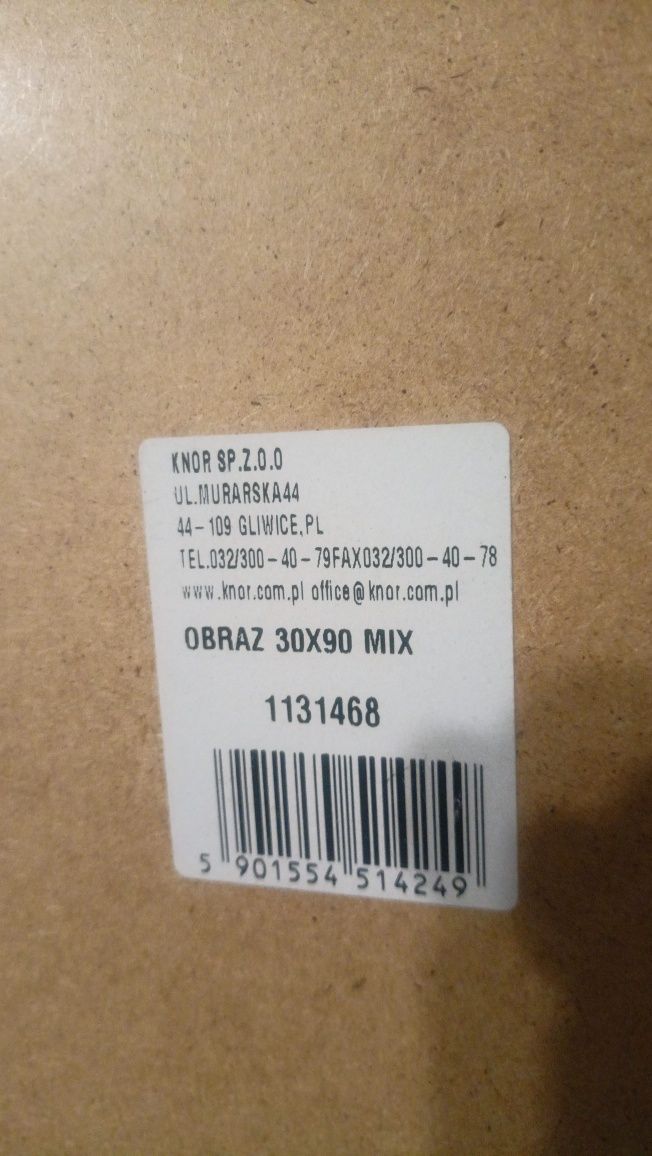 KNOR SP.Z.O.O
UL.MURARSKA44
44-109 GLIWICE,PL
TEL.032/300-40-79FAX032/300-40-78
www.knor.com.pl office@knor.com.pl
OBRAZ 30X90 MIX
1131468
5 901554 514249